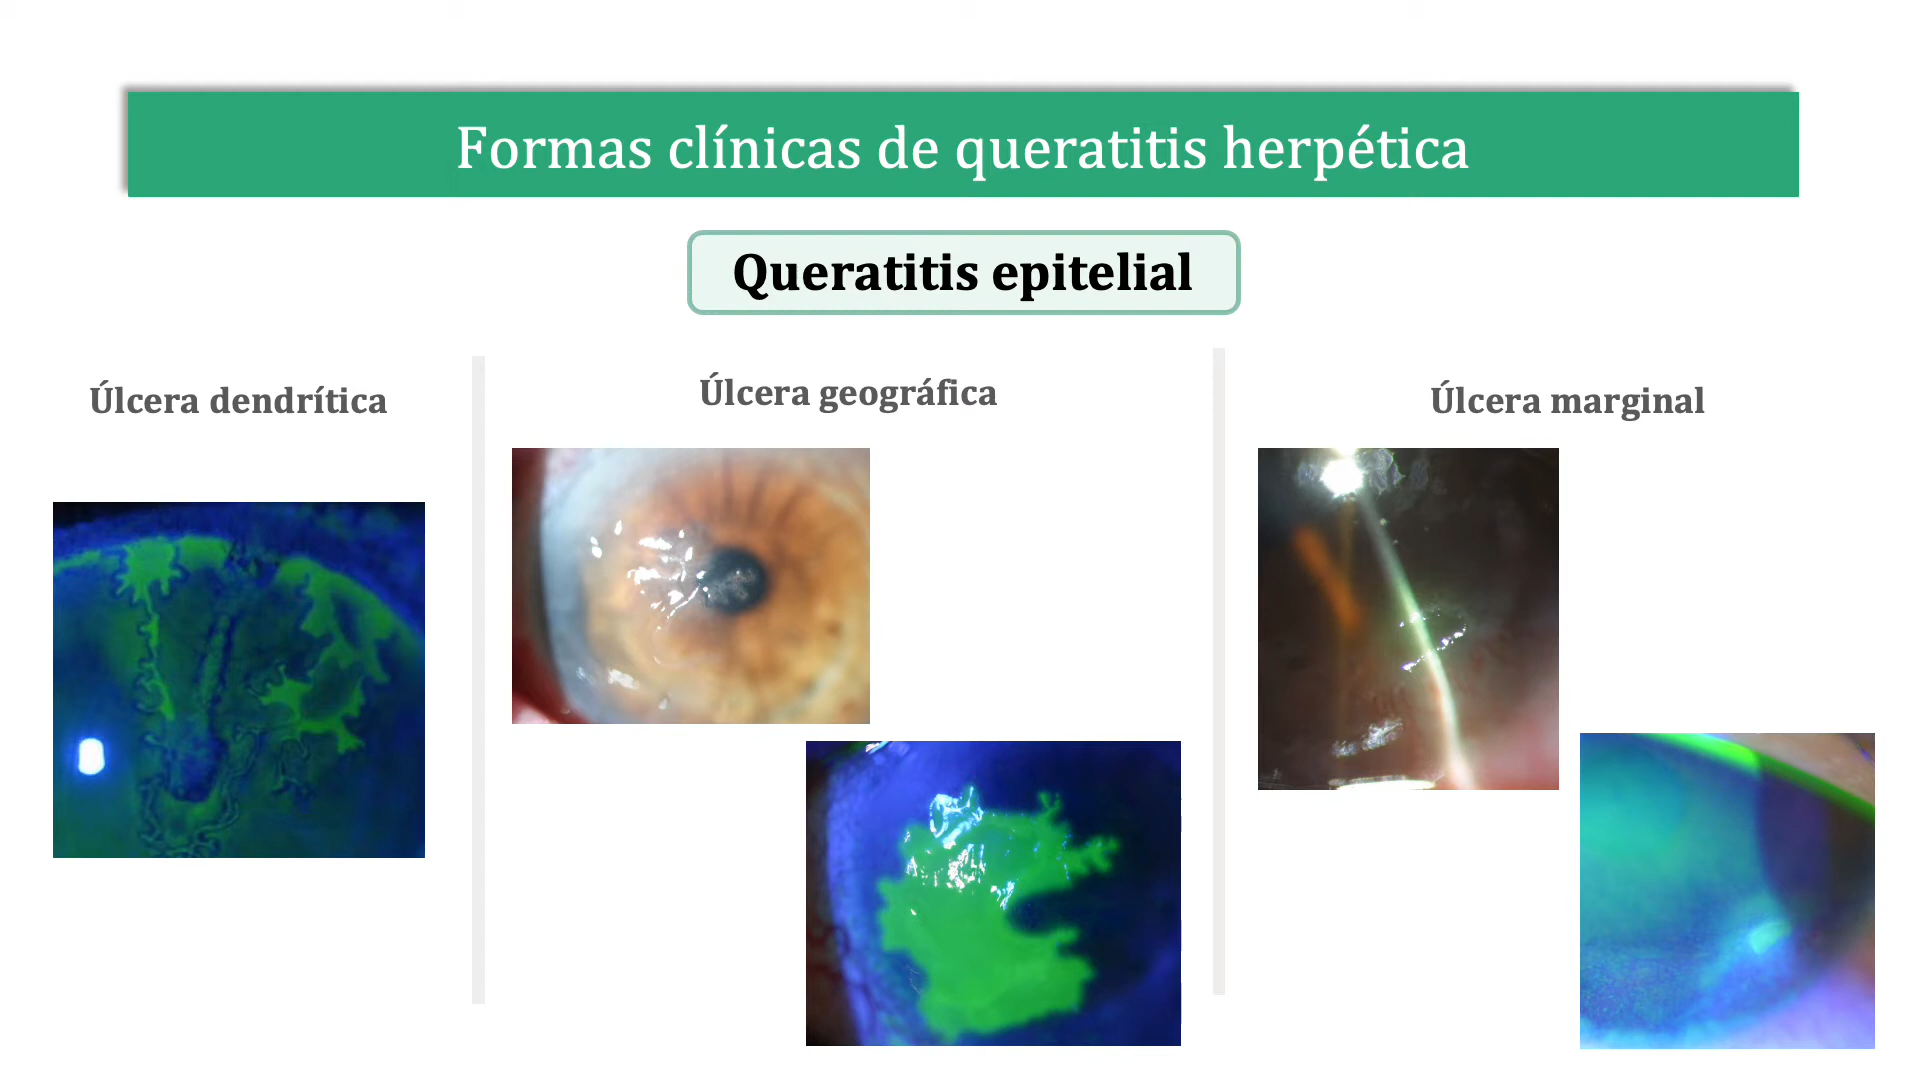 Formas clínicas de queratitis herpética
Queratitis epitelial
Úlcera dendrítica
Úlcera geográfica
Úlcera marginal